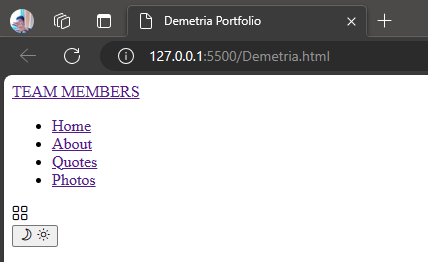 Demetria Portfolio
127.0.0.1:5500/Demetria.html
TEAM MEMBERS
Home
About
Quotes
Photos